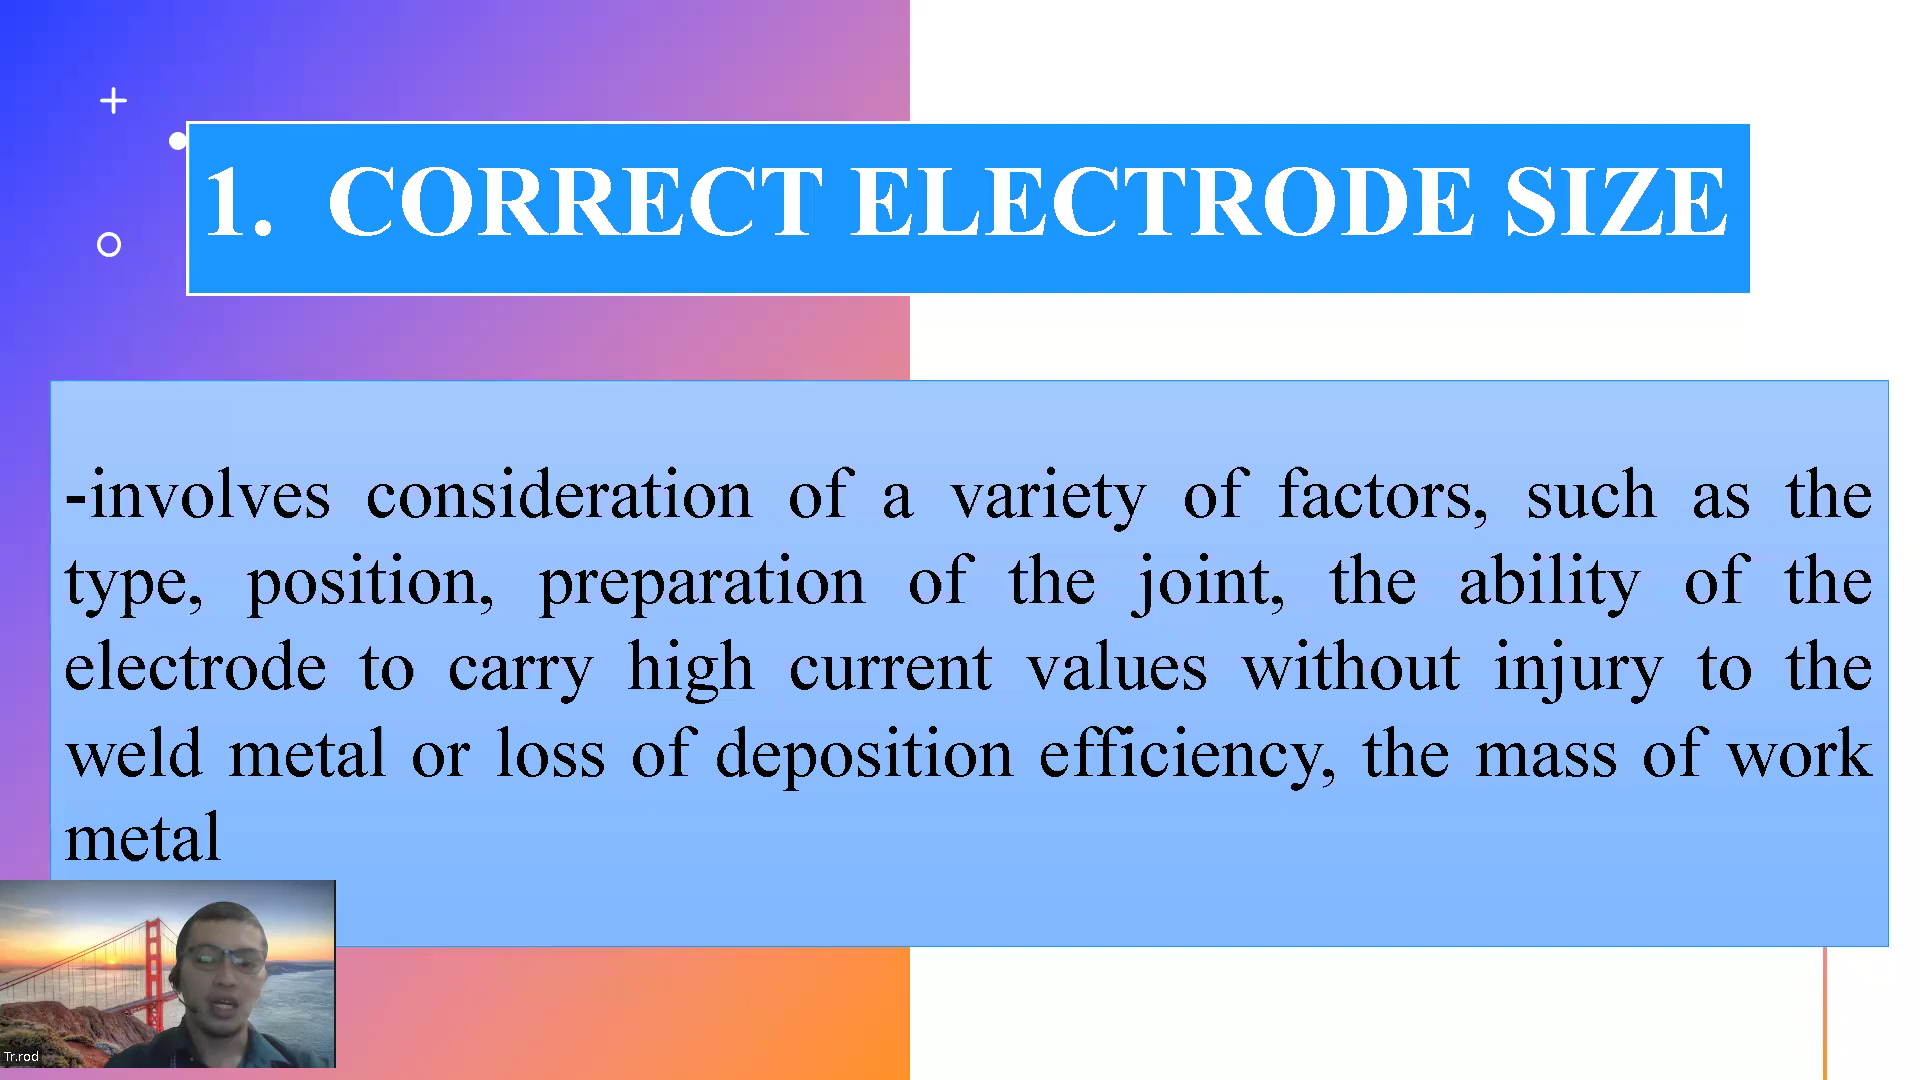 1. CORRECT ELECTRODE SIZE
-involves consideration of a variety of factors, such as the
type, position, preparation of the joint, the ability of the
electrode to carry high current values without injury to the
weld metal or loss of deposition efficiency, the mass of work
metal
Tr.rod